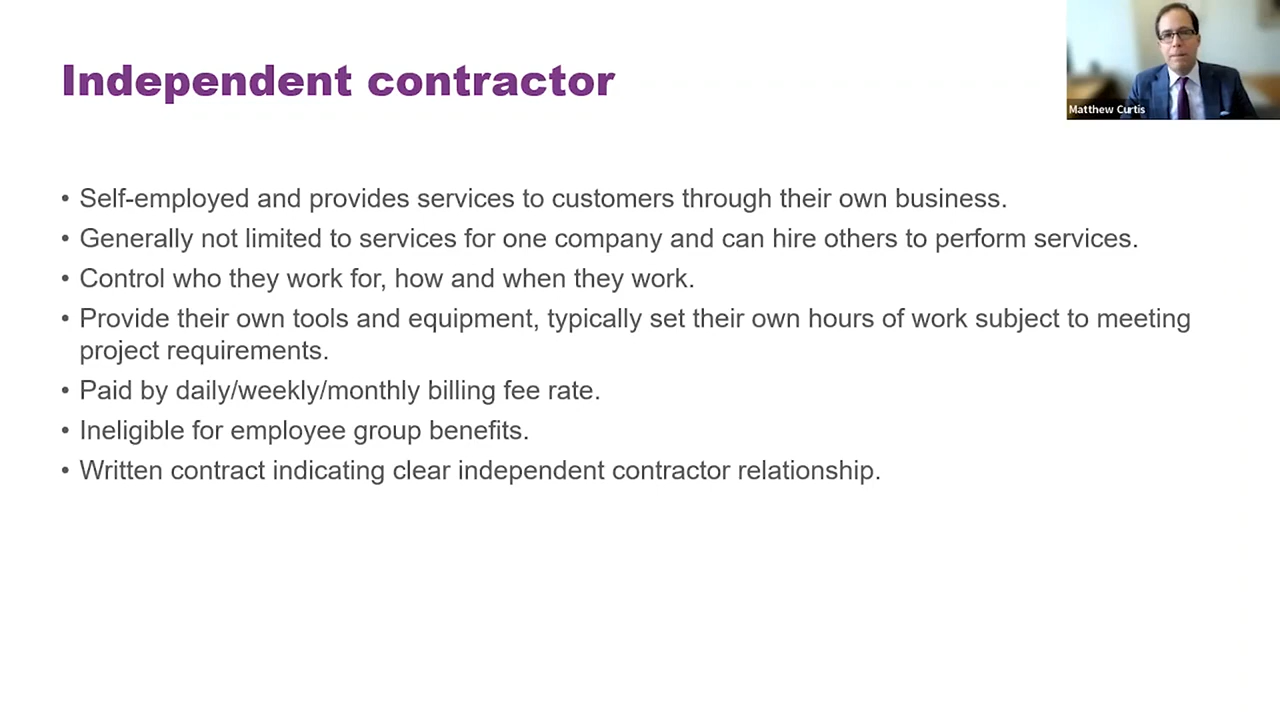 Independent contractor
Matthew Curtis
• Self-employed and provides services to customers through their own business.
• Generally not limited to services for one company and can hire others to perform services.
• Control who they work for, how and when they work.
• Provide their own tools and equipment, typically set their own hours of work subject to meeting
project requirements.
• Paid by daily/weekly/monthly billing fee rate.
• Ineligible for employee group benefits.
• Written contract indicating clear independent contractor relationship.